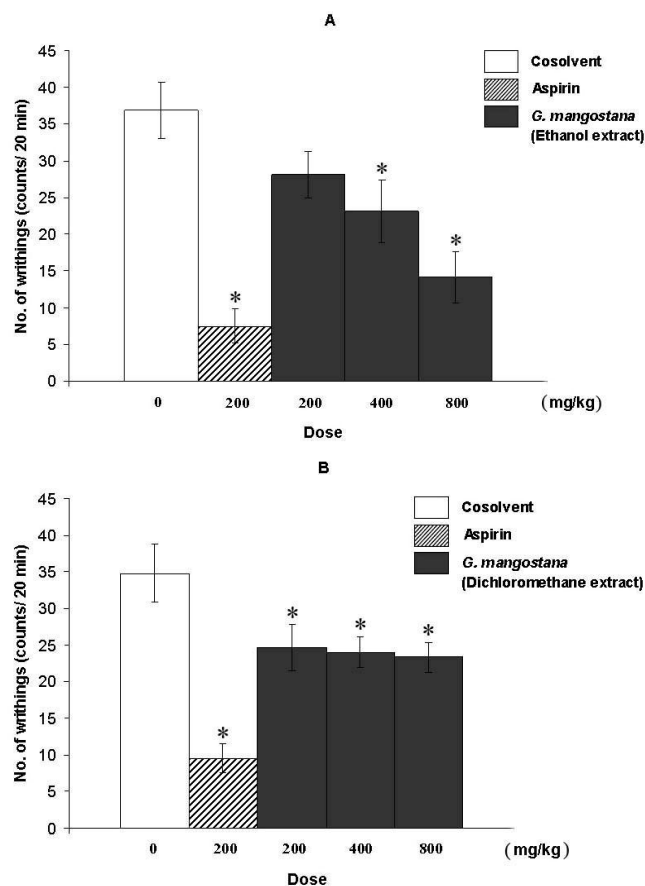 A
Cosolvent
Aspirin
G. mangostana
(Ethanol extract)
No. of writhings (counts/ 20 min)
45
40
35
30
25
20
15
10
5
0
*
*
*
0 200 200 400 800 (mg/kg)
Dose
B
Cosolvent
Aspirin
G. mangostana
(Dichloromethane extract)
No. of writhings (counts/ 20 min)
45
40
35
30
25
20
15
10
5
0
*
*
*
*
0 200 200 400 800 (mg/kg)
Dose